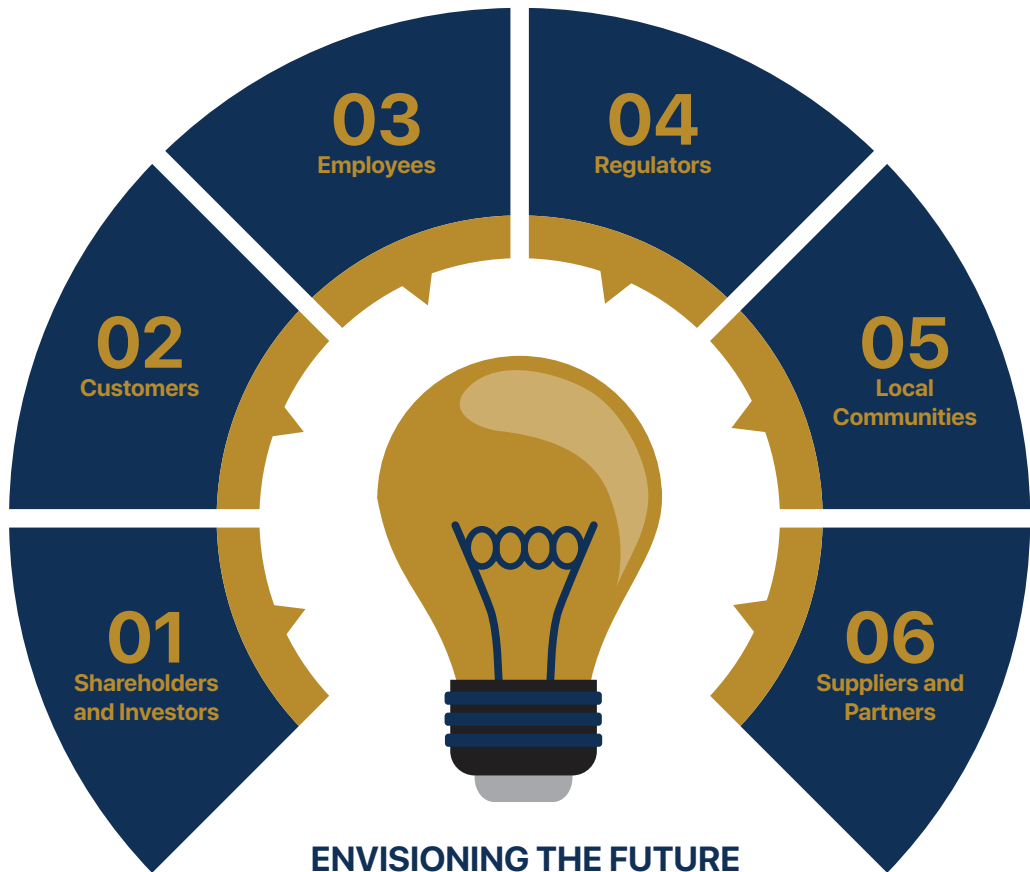 01
Shareholders
and Investors
02
Customers
03
Employees
04
Regulators
05
Local
Communities
06
Suppliers and
Partners
ENVISIONING THE FUTURE